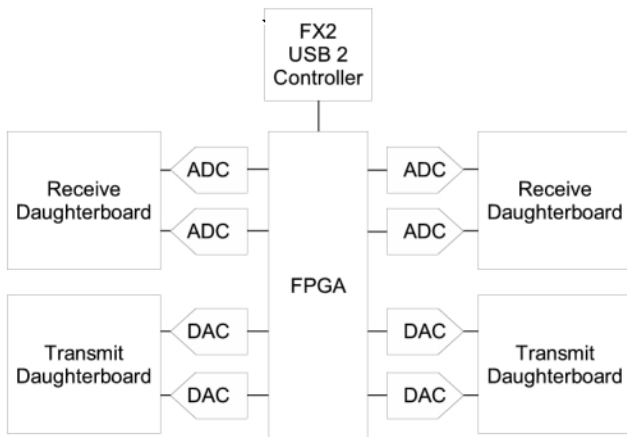 FX2
USB 2
Controller
ADC
ADC
Receive
Daughterboard
ADC
ADC
Receive
Daughterboard
FPGA
DAC
DAC
Transmit
Daughterboard
DAC
DAC
Transmit
Daughterboard